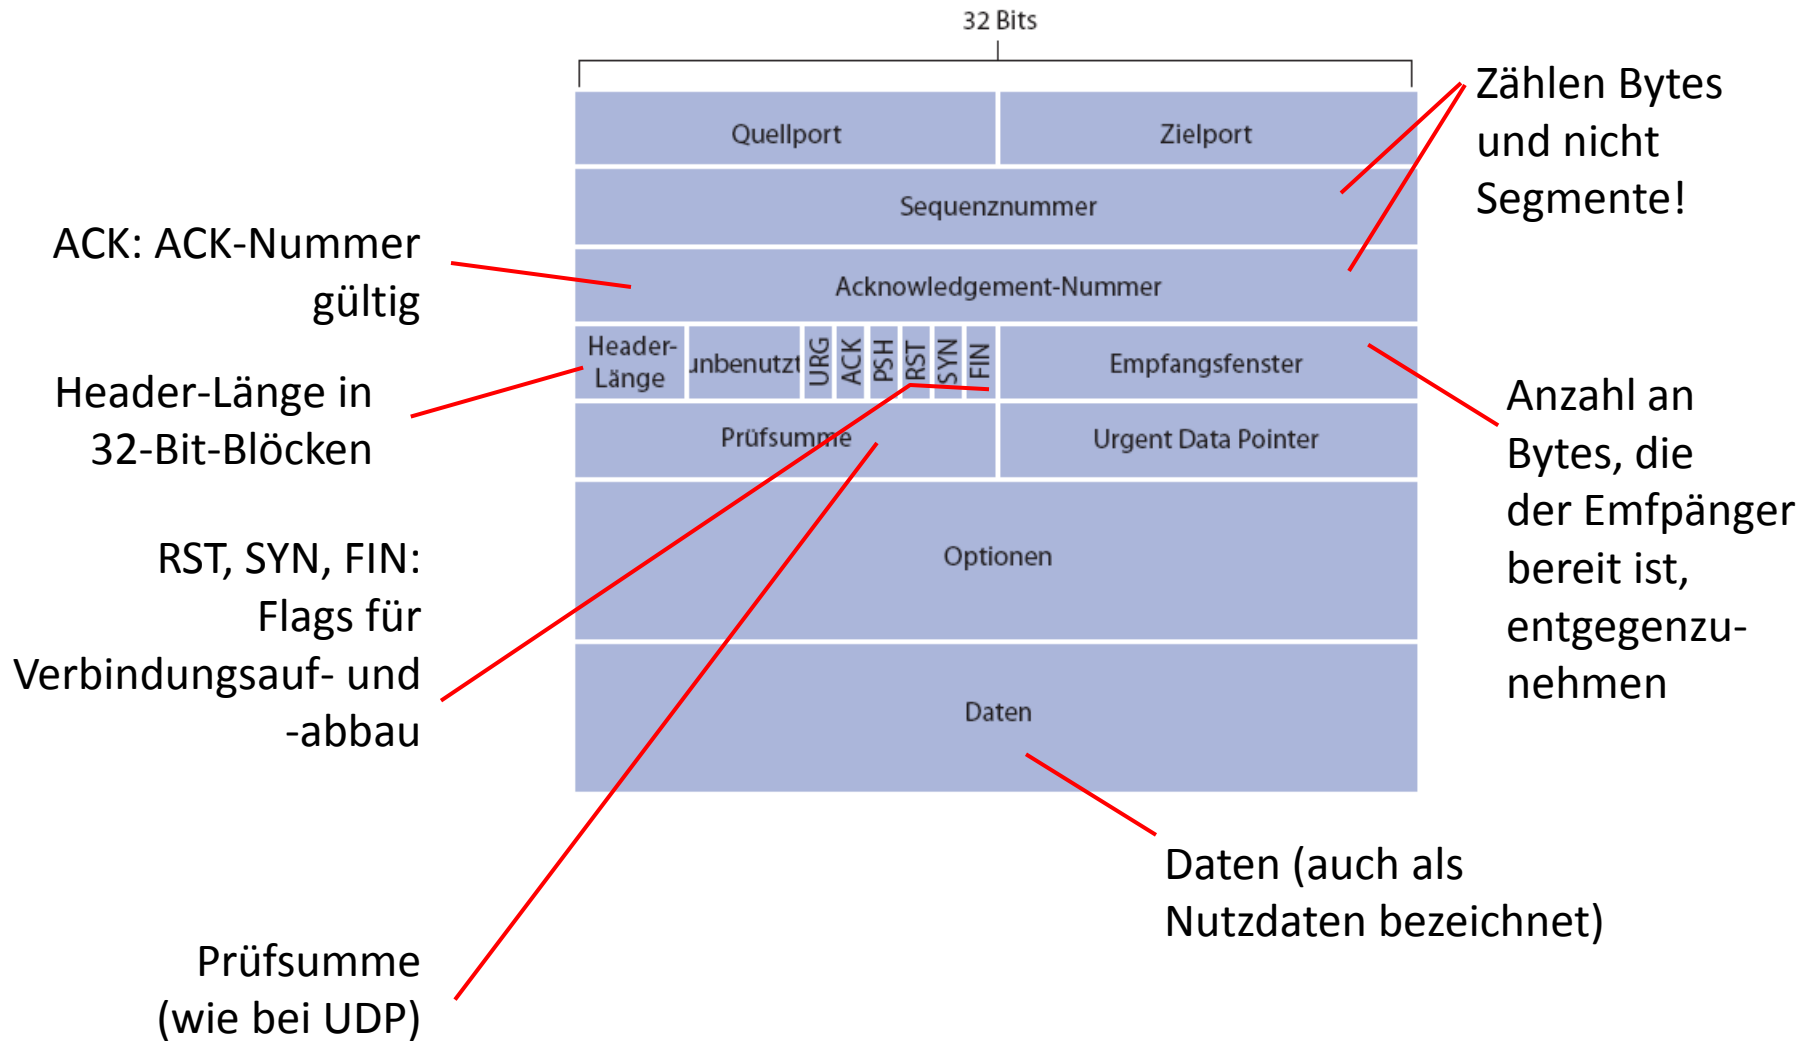 32 Bits
Quellport
Zielport
Zählen Bytes
und nicht
Segmente!
Sequenznummer
ACK: ACK-Nummer
gültig
Acknowledgement-Nummer
Header-
Länge
unbenutzt
URG
ACK
PSH
RST
SYN
FIN
Empfangsfenster
Header-Länge in
32-Bit-Blöcken
Anzahl an
Bytes, die
der Emfpänger
bereit ist,
entgegenzu-
nehmen
Prüfsumme
Urgent Data Pointer
RST, SYN, FIN:
Flags für
Verbindungsauf- und
-abbau
Optionen
Daten
Daten (auch als
Nutzdaten bezeichnet)
Prüfsumme
(wie bei UDP)